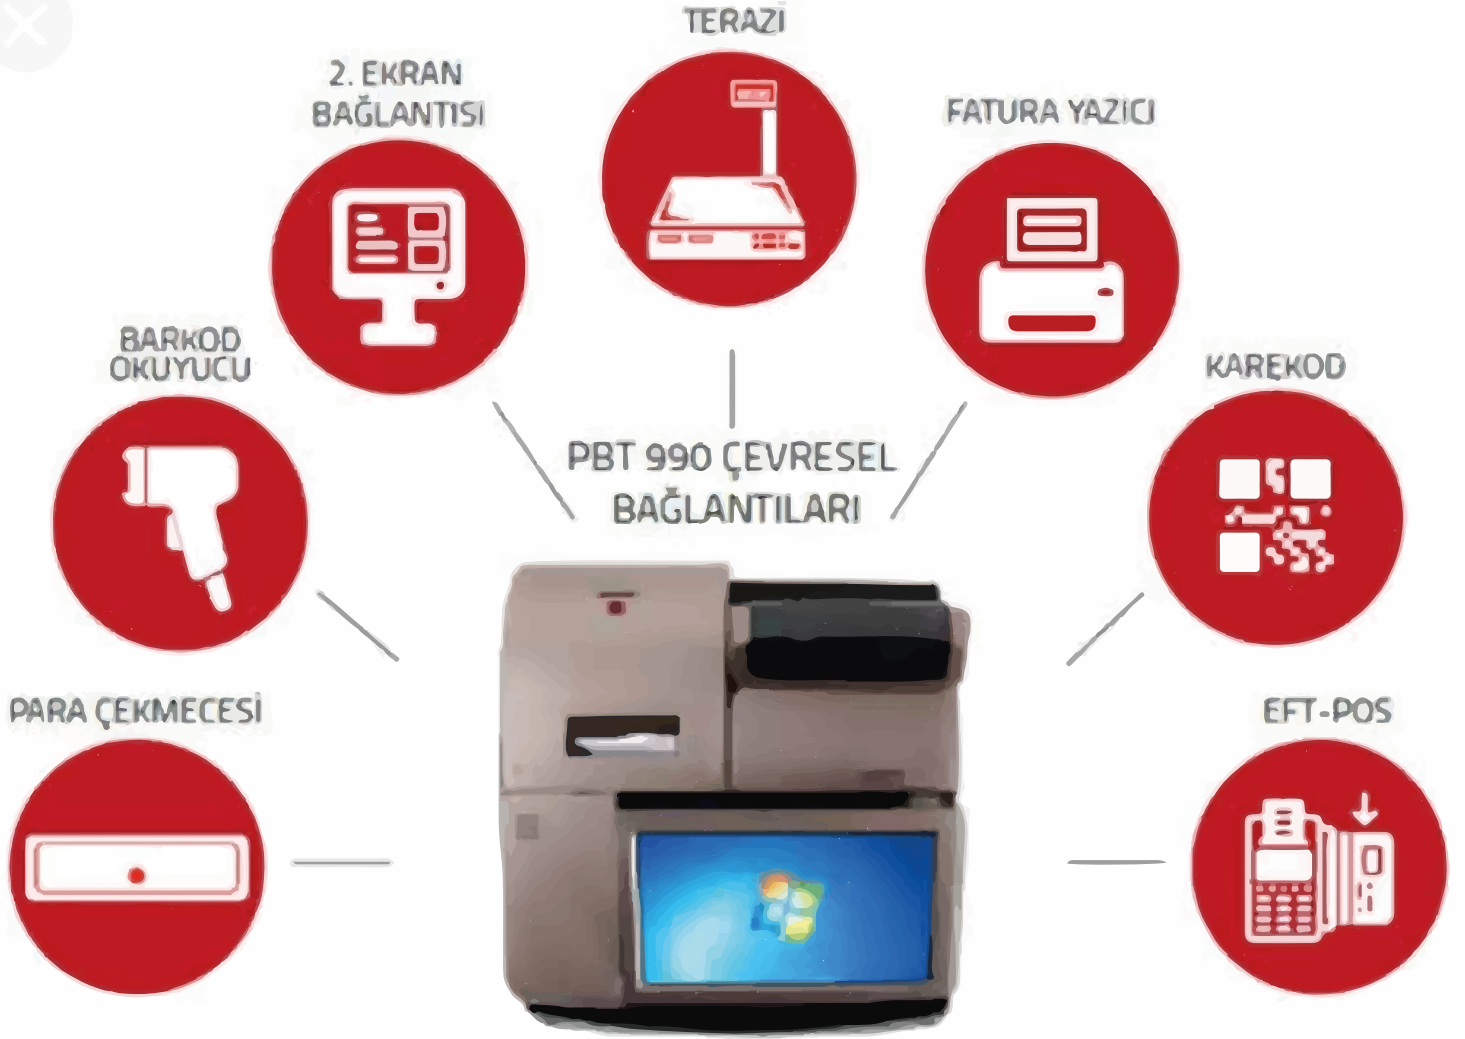 TERAZİ
2. EKRAN
BAĞLANTISI
FATURA YAZICI
BARKOD
OKUYUCU
KAREKOD
PBT 990 ÇEVRESEL
BAĞLANTILARI
PARA ÇEKMECESİ
EFT-POS